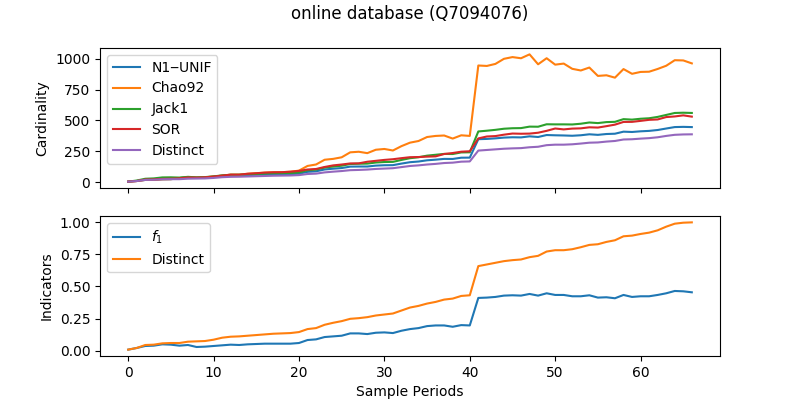 online database (Q7094076)
1000
750
500
250
0
Cardinality
N1−UNIF
Chao92
Jack1
SOR
Distinct
1.00
0.75
0.50
0.25
0.00
Indicators
f1
Distinct
0 10 20 30 40 50 60
Sample Periods